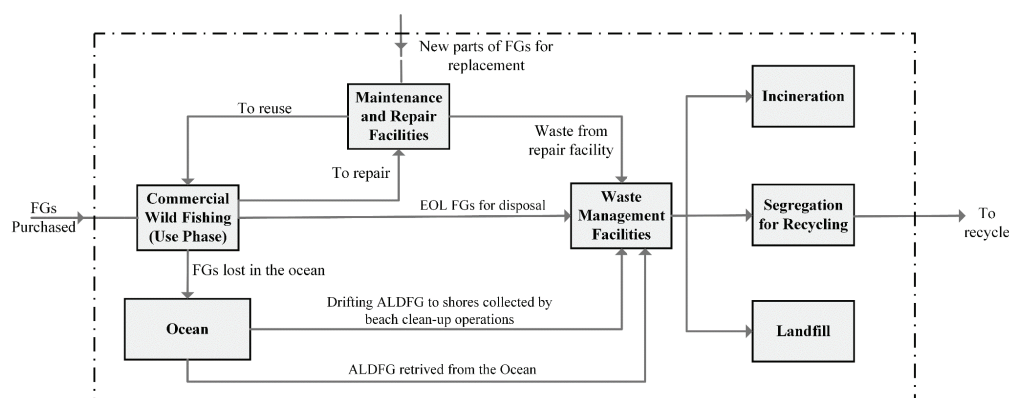 New parts of FGs for
replacement
Maintenance
and Repair
Facilities
Incineration
To reuse
Waste from
repair facility
To repair
FGs
Purchased
Commercial
Wild Fishing
(Use Phase)
EOL FGs for disposal
Waste
Management
Facilities
Segregation
for Recycling
To
recycle
FGs lost in the ocean
Ocean
Drifting ALDFG to shores collected by
beach clean-up operations
Landfill
ALDFG retrived from the Ocean